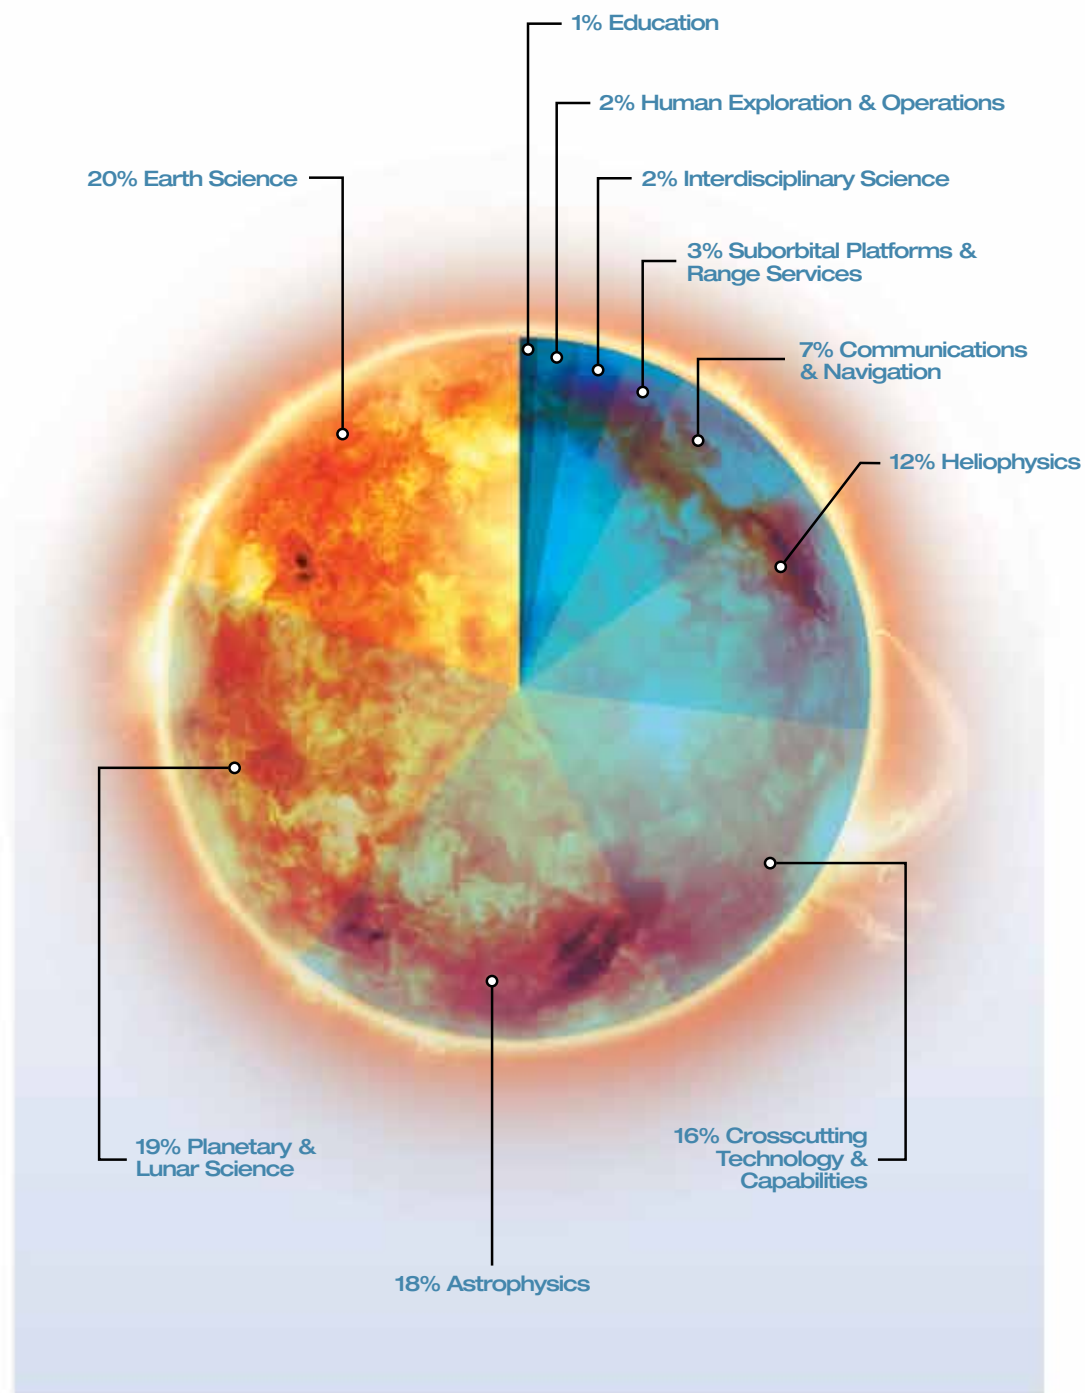 1% Education
2% Human Exploration & Operations
20% Earth Science
2% Interdisciplinary Science
3% Suborbital Platforms &
Range Services
7% Communications
& Navigation
12% Heliophysics
19% Planetary &
Lunar Science
16% Crosscutting
Technology &
Capabilities
18% Astrophysics